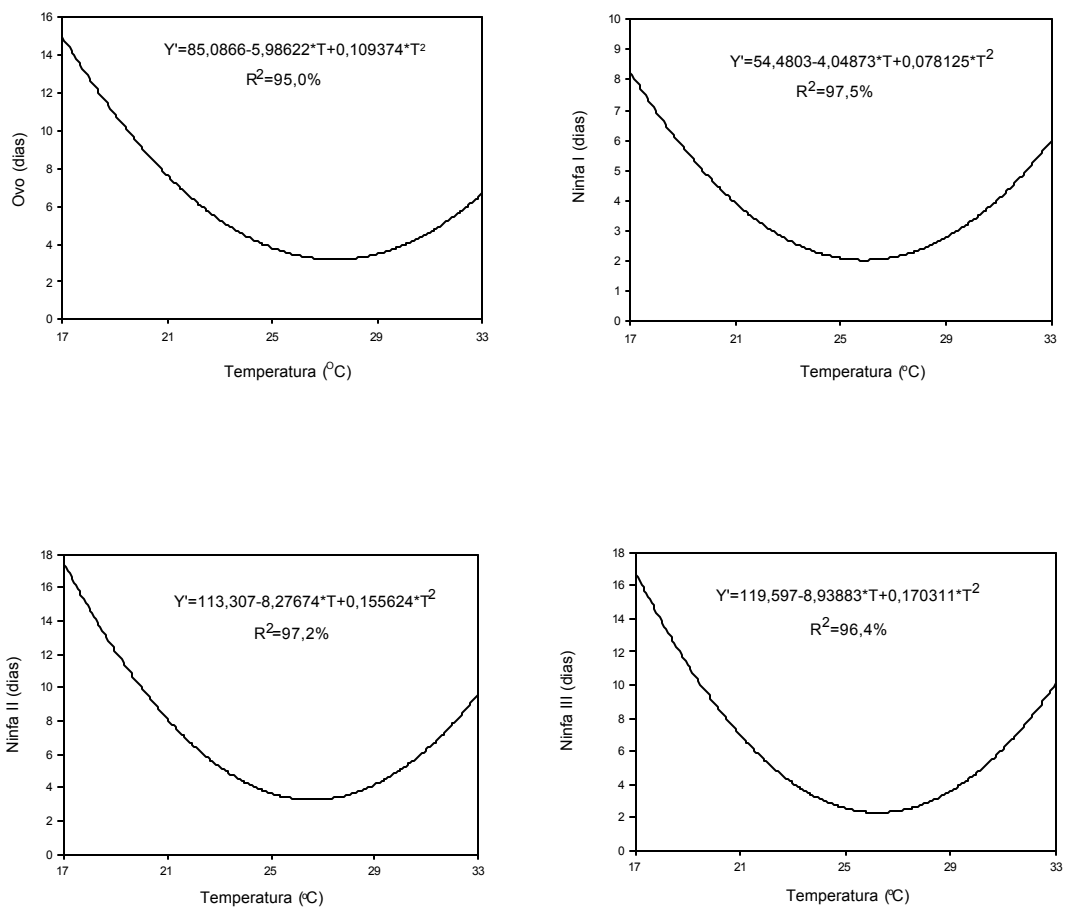 Y'=85,0866-5,98622*T+0,109374*T²
R²=95,0%
Ovo (dias)
16
14
12
10
8
6
4
2
0
17 21 25 29 33
Temperatura (ºC)
Y'=54,4803-4,04873*T+0,078125*T²
R²=97,5%
Ninfa I (dias)
10
9
8
7
6
5
4
3
2
1
0
17 21 25 29 33
Temperatura (ºC)
Y'=113,307-8,27674*T+0,155624*T²
R²=97,2%
Ninfa II (dias)
18
16
14
12
10
8
6
4
2
0
17 21 25 29 33
Temperatura (ºC)
Y'=119,597-8,93883*T+0,170311*T²
R²=96,4%
Ninfa III (dias)
18
16
14
12
10
8
6
4
2
0
17 21 25 29 33
Temperatura (ºC)